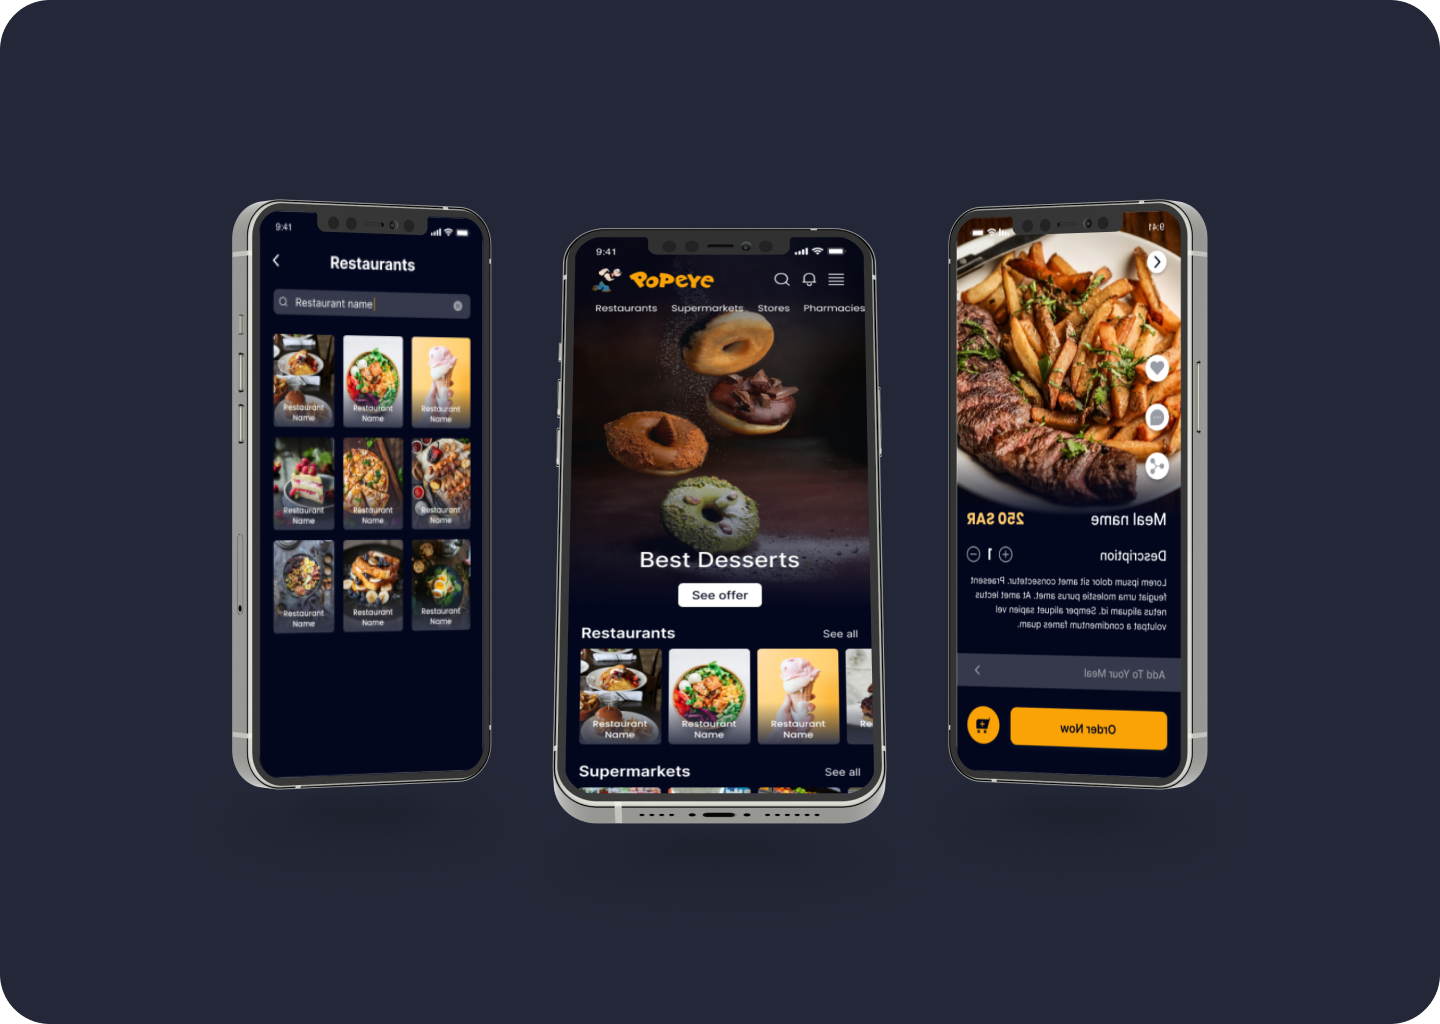 9:41
Restaurants
Restaurant name
Restaurant
Name
Restaurant
Name
Restaurant
Name
Restaurant
Name
Restaurant
Name
Restaurant
Name
Restaurant
Name
Restaurant
Name
Restaurant
Name
9:41
POPEYE
Restaurants Supermarkets Stores Pharmacies
Best Desserts
See offer
Restaurants See all
Restaurant
Name
Restaurant
Name
Restaurant
Name
Re
Supermarkets See all
9:41
Meal name 250 SAR
Description 1
Lorem ipsum dolor sit amet consectetur. Praesent
feugiat urna molestie purus amet. At amet lectus
netus aliquam id. Semper aliquet sapien vel
volutpat a condimentum fames quam.
Add To Your Meal
Order Now